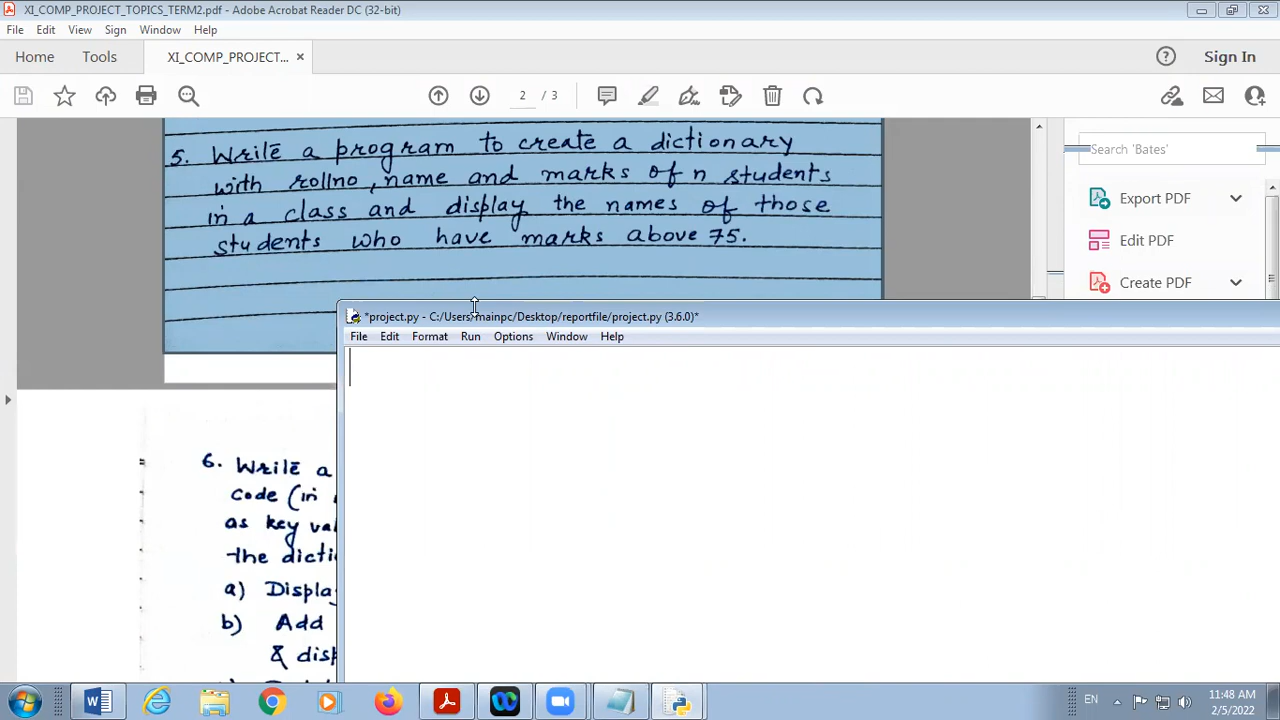 XI_COMP_PROJECT_TOPICS_TERM2.pdf - Adobe Acrobat Reader DC (32-bit)
File Edit View Sign Window Help
Home Tools XI_COMP_PROJECT... × Sign In
2 / 3
5. Write a program to create a dictionary
with rollno, name and marks of n students
in a class and display the names of those
students who have marks above 75.
Search 'Bates'
Export PDF
Edit PDF
Create PDF
*project.py - C:/Users/mainpc/Desktop/reportfile/project.py (3.6.0)*
File Edit Format Run Options Window Help
6. Write a
code (in
as key val
the dicti
a) Display
b) Add
& disp
EN 11:48 AM
2/5/2022